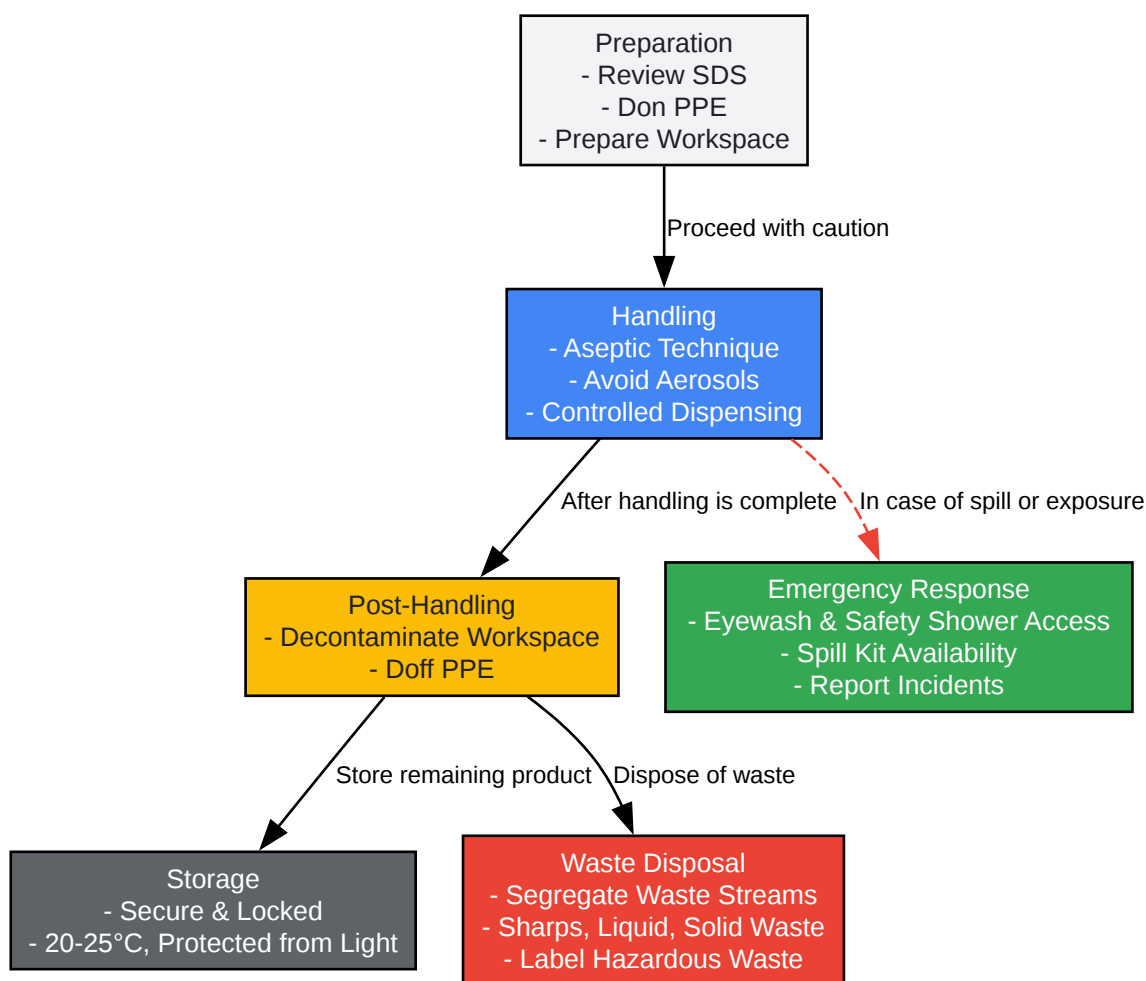 Preparation
- Review SDS
- Don PPE
- Prepare Workspace
Proceed with caution
Handling
- Aseptic Technique
- Avoid Aerosols
- Controlled Dispensing
After handling is complete
In case of spill or exposure
Post-Handling
- Decontaminate Workspace
- Doff PPE
Emergency Response
- Eyewash & Safety Shower Access
- Spill Kit Availability
- Report Incidents
Store remaining product
Dispose of waste
Storage
- Secure & Locked
- 20-25°C, Protected from Light
Waste Disposal
- Segregate Waste Streams
- Sharps, Liquid, Solid Waste
- Label Hazardous Waste